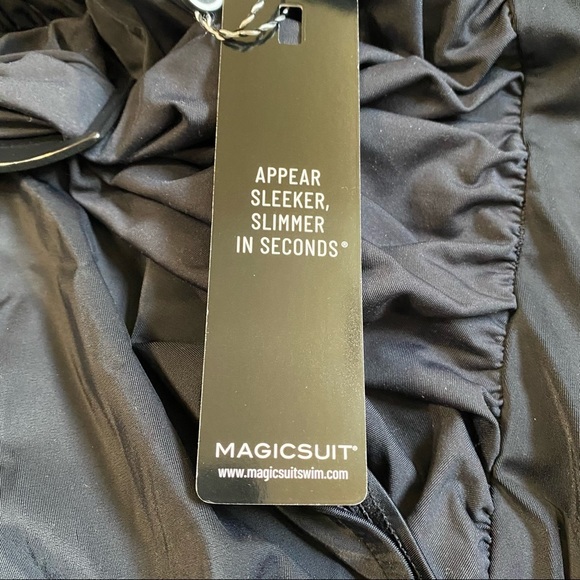 APPEAR
SLEEKER,
SLIMMER
IN SECONDS®
MAGICSUIT®
www.magicsuitswim.com